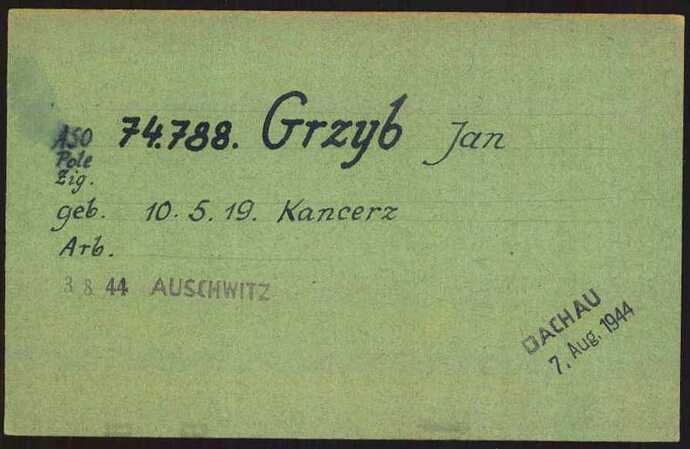 ASO 74.788. Grzyb Jan
Pole
Zig.
geb. 10.5.19. Kancerz
Arb.
3 8 44 AUSCHWITZ
DACHAU
7. Aug. 1944